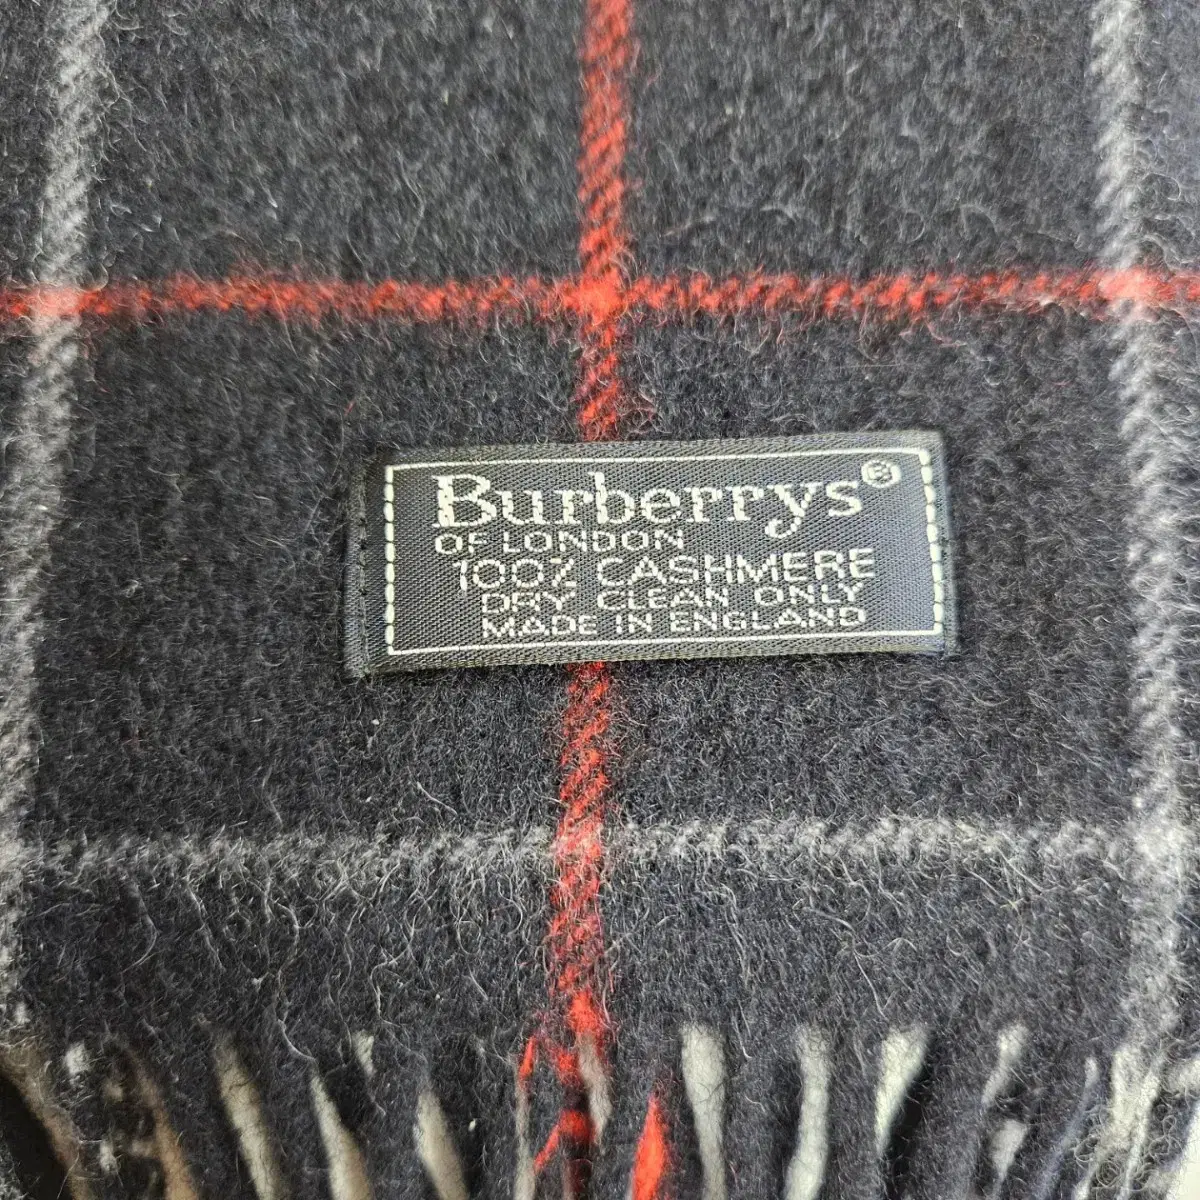 Burberrys®
OF LONDON
100% CASHMERE
DRY CLEAN ONLY
MADE IN ENGLAND